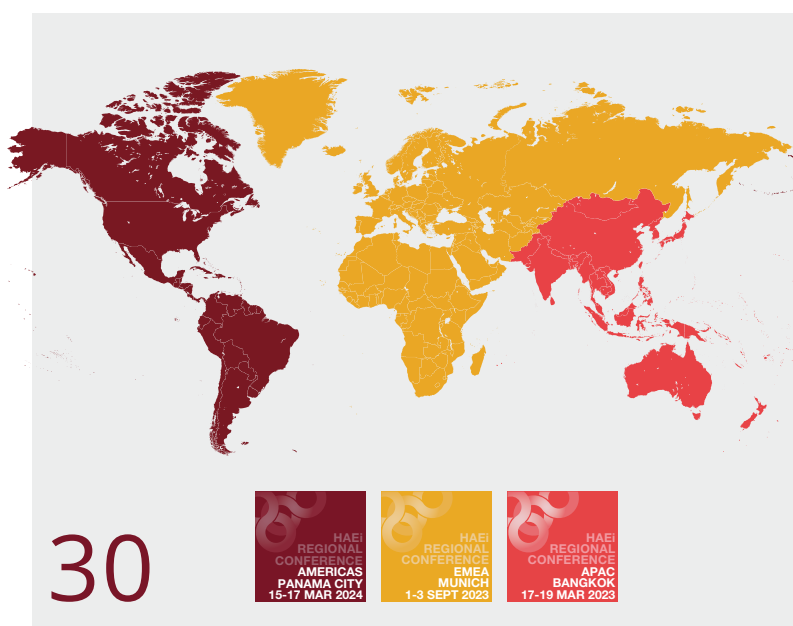 30
HAEi
REGIONAL
CONFERENCE
AMERICAS
PANAMA CITY
15-17 MAR 2024
HAEi
REGIONAL
CONFERENCE
EMEA
MUNICH
1-3 SEPT 2023
HAEi
REGIONAL
CONFERENCE
APAC
BANGKOK
17-19 MAR 2023